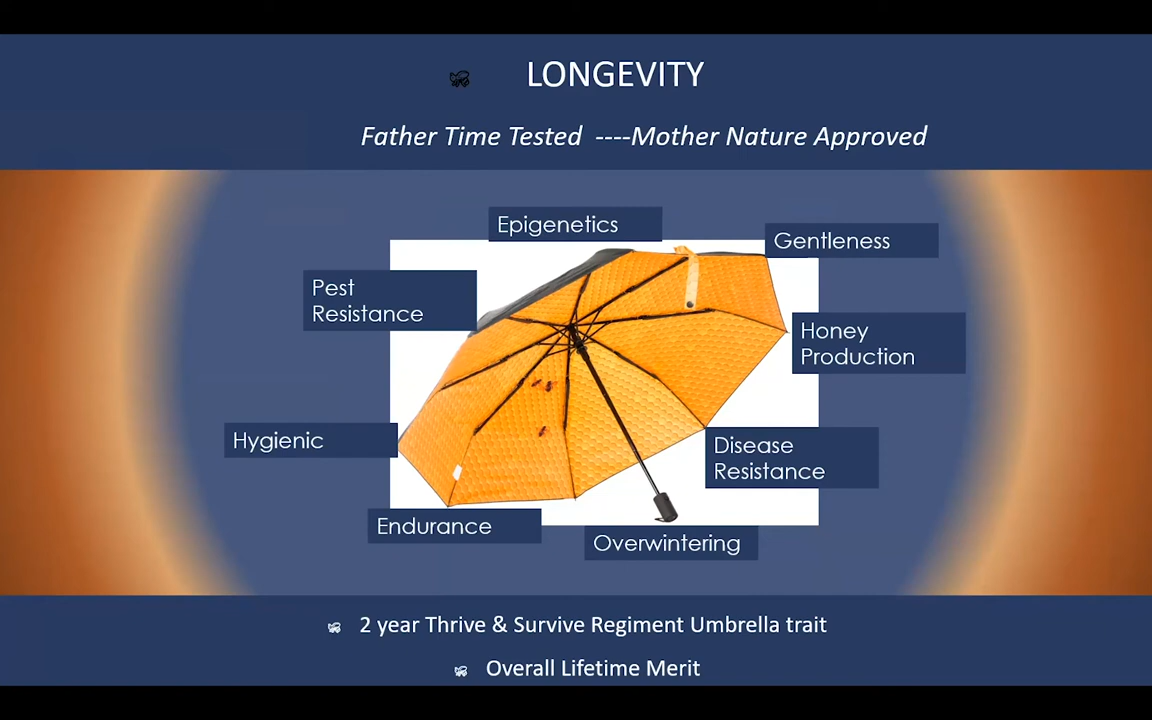 LONGEVITY
Father Time Tested ----Mother Nature Approved
Epigenetics
Gentleness
Pest
Resistance
Honey
Production
Hygienic
Disease
Resistance
Endurance
Overwintering
2 year Thrive & Survive Regiment Umbrella trait
Overall Lifetime Merit